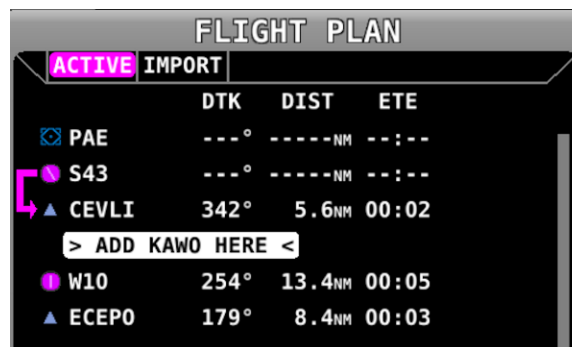 FLIGHT PLAN
ACTIVE IMPORT
DTK DIST ETE
PAE ---° -----NM --:--
S43 ---° -----NM --:--
CEVLI 342° 5.6NM 00:02
> ADD KAWO HERE <
W10 254° 13.4NM 00:05
ECEPO 179° 8.4NM 00:03